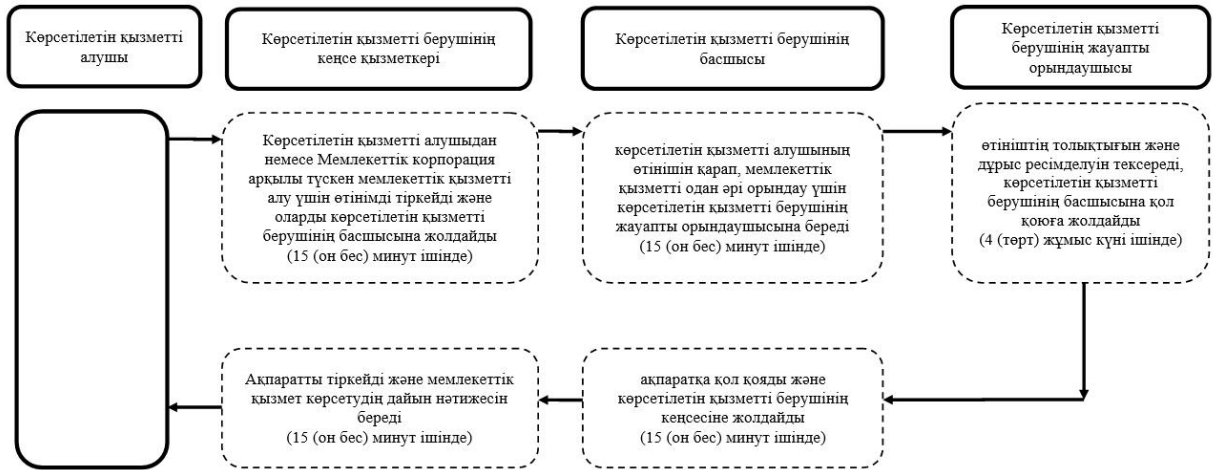 Көрсетілетін қызметті
алушы
Көрсетілетін қызметті берушінің
кеңсе қызметкері
Көрсетілетін қызметті берушінің
басшысы
Көрсетілетін қызметті
берушінің жауапты
орындаушысы
Көрсетілетін қызметті алушыдан
немесе Мемлекеттік корпорация
арқылы түскен мемлекеттік қызметті
алу үшін өтінімді тіркейді және
оларды көрсетілетін қызметті
берушінің басшысына жолдайды
(15 (он бес) минут ішінде)
көрсетілетін қызметті алушының
өтінішін қарап, мемлекеттік
қызметті одан әрі орындау үшін
көрсетілетін қызметті берушінің
жауапты орындаушысына береді
(15 (он бес) минут ішінде)
өтініштің толықтығын және
дұрыс ресімделуін тексереді,
көрсетілетін қызметті
берушінің басшысына қол
қоюға жолдайды
(4 (төрт) жұмыс күні ішінде)
Ақпаратты тіркейді және мемлекеттік
қызмет көрсетудің дайын нәтижесін
береді
(15 (он бес) минут ішінде)
ақпаратқа қол қояды және
көрсетілетін қызметті берушінің
кеңсесіне жолдайды
(15 (он бес) минут ішінде)